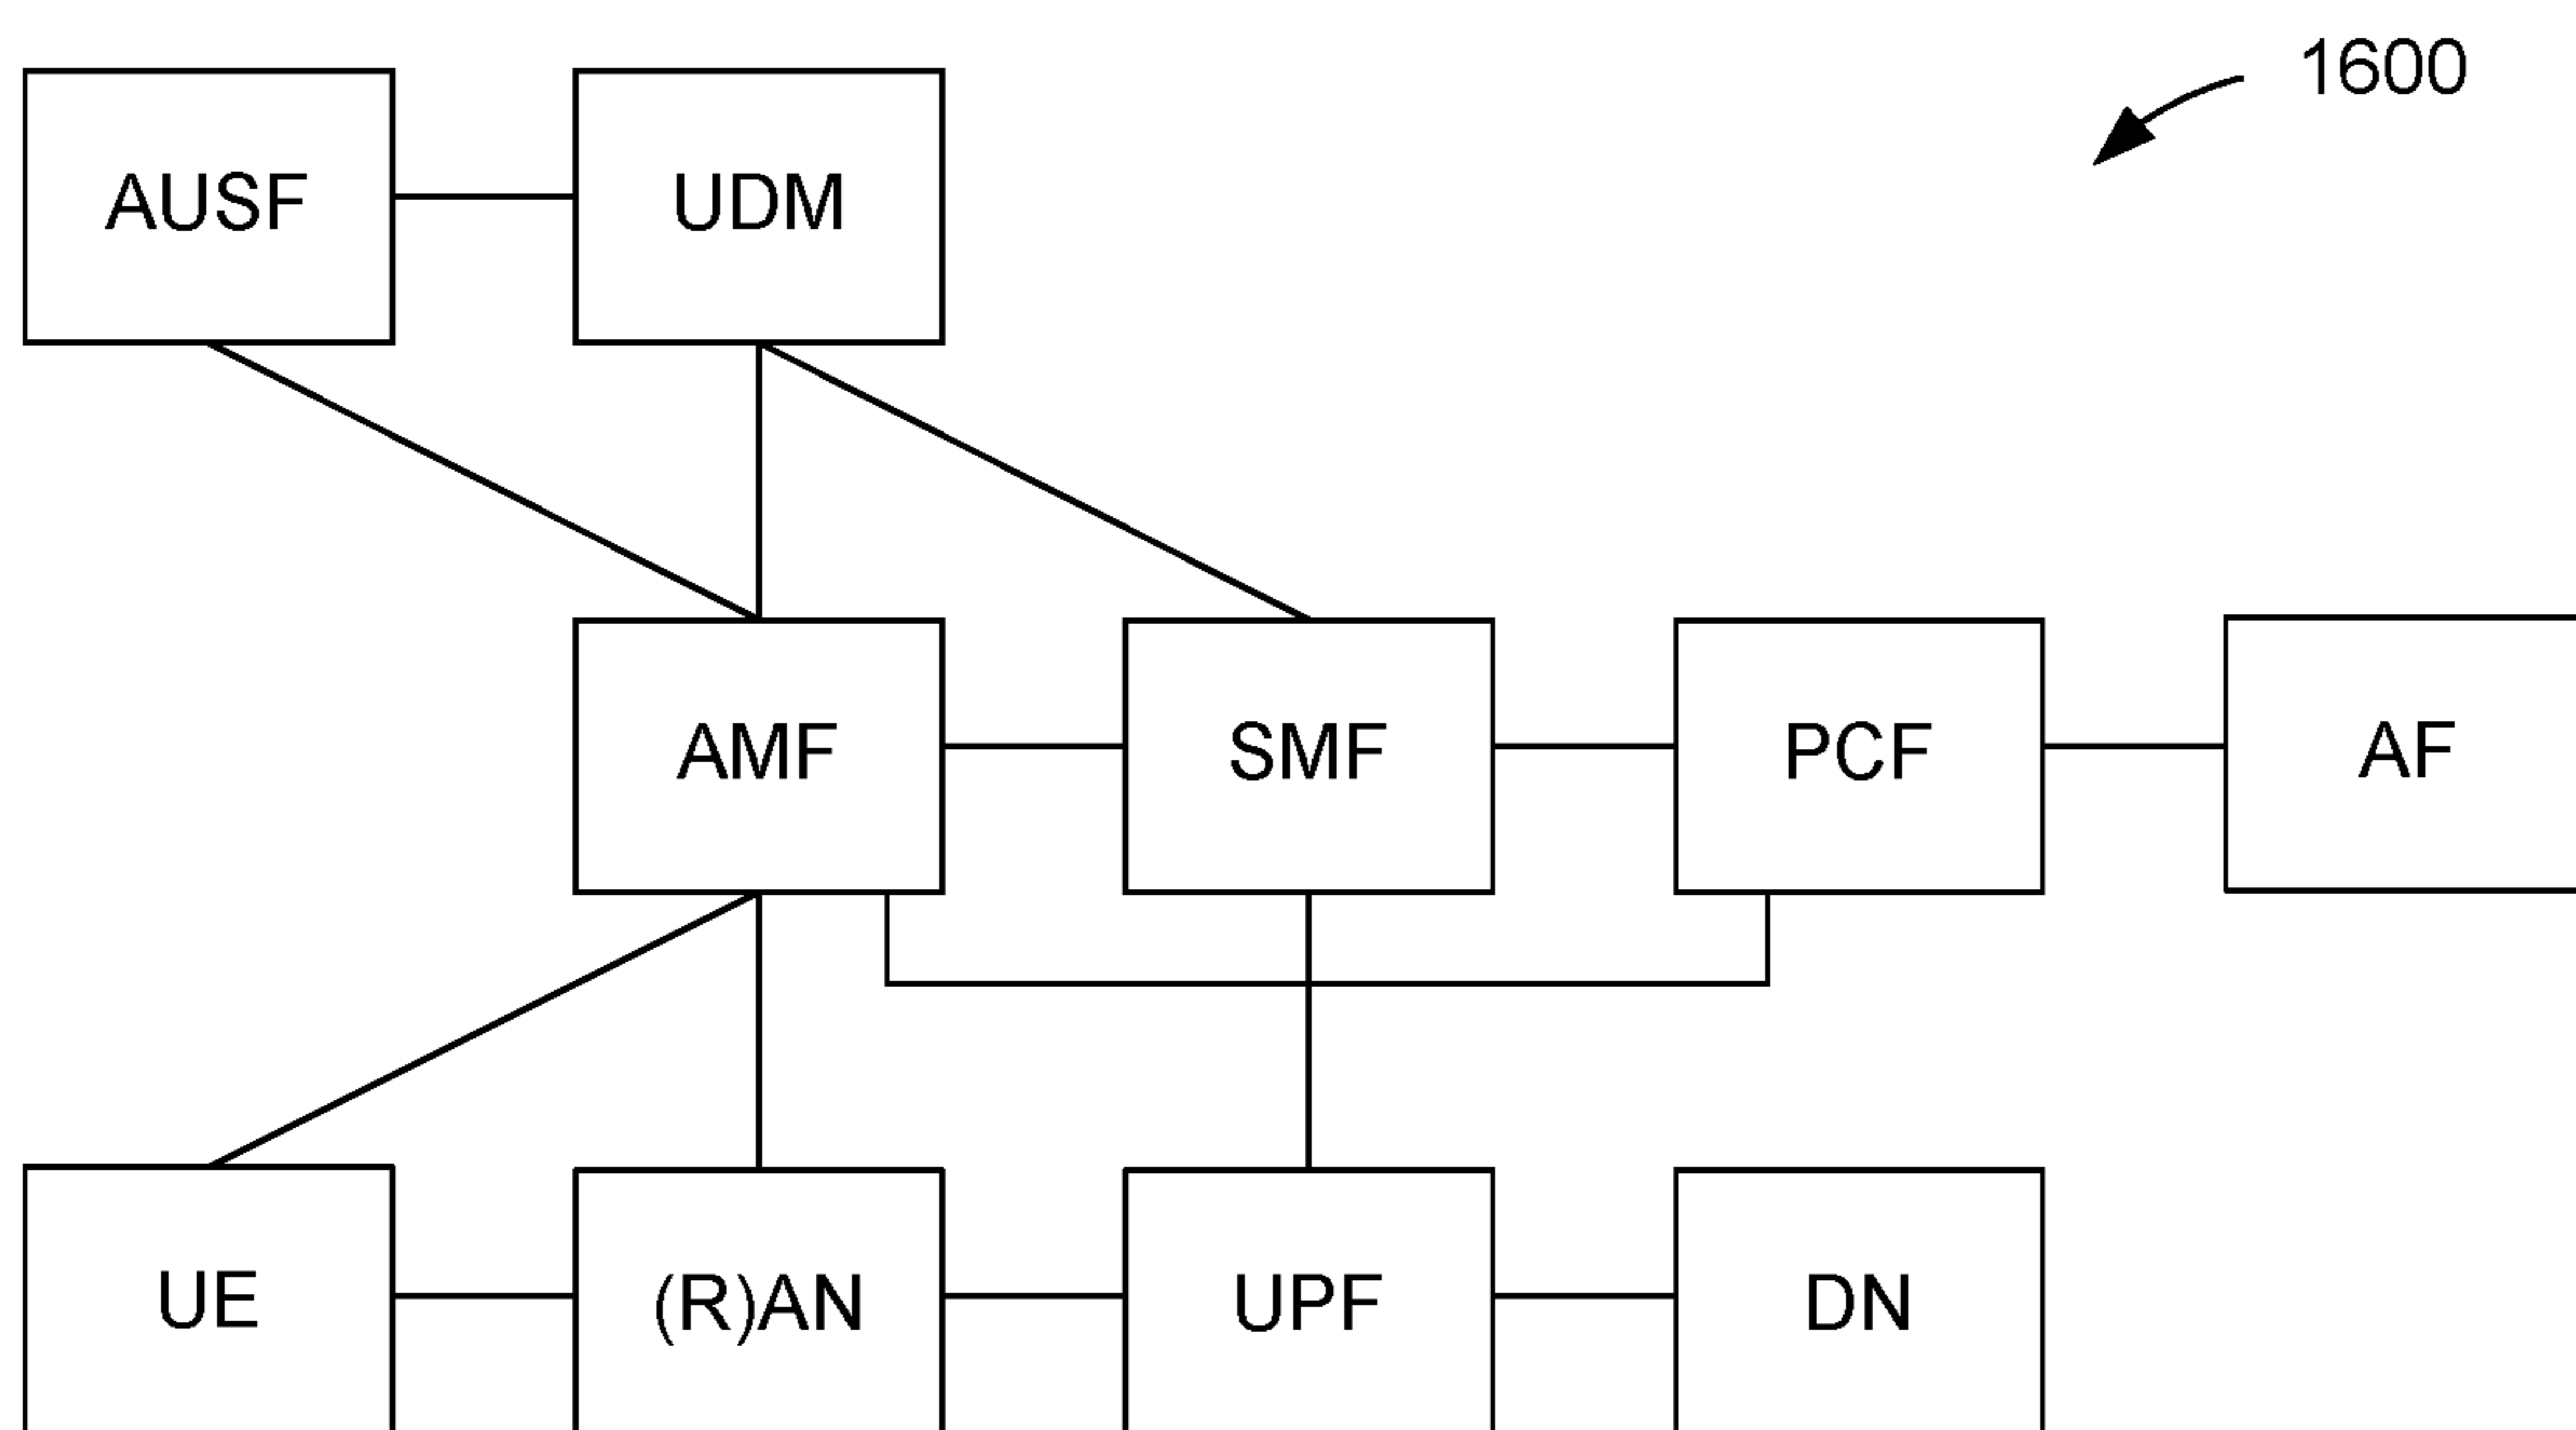 1600
AUSF
UDM
AMF
SMF
PCF
AF
UE
(R)AN
UPF
DN